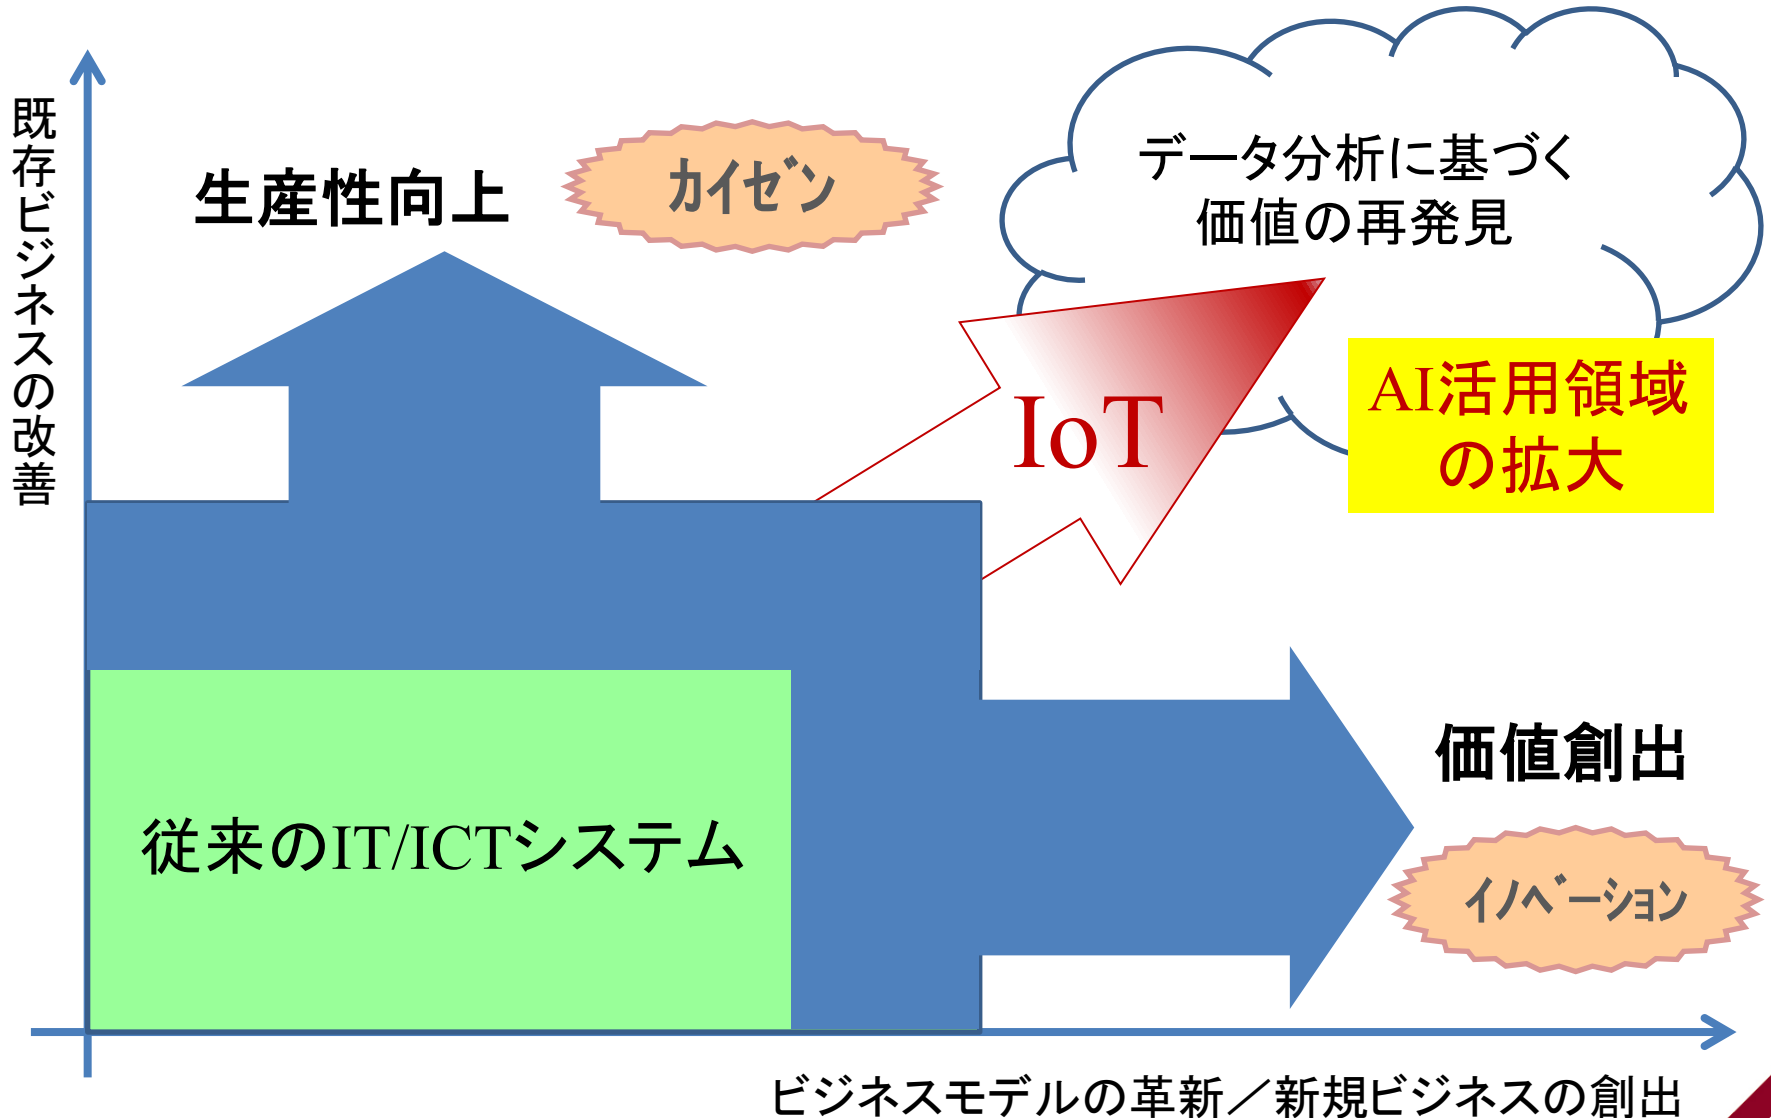 既存ビジネスの改善
生産性向上
ｶｲｾﾞﾝ
データ分析に基づく
価値の再発見
IoT
AI活用領域
の拡大
従来のIT/ICTシステム
価値創出
ｲﾉﾍﾞｰｼｮﾝ
ビジネスモデルの革新／新規ビジネスの創出